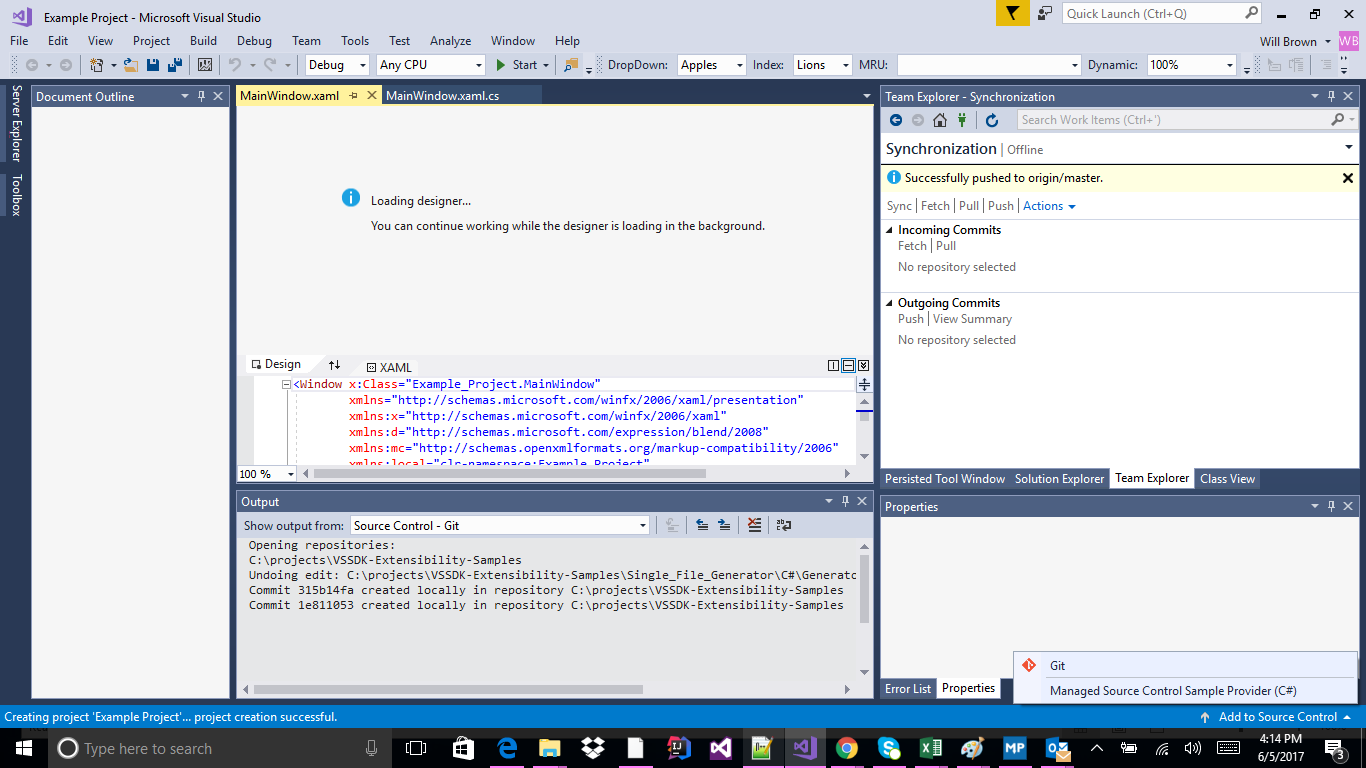 Example Project - Microsoft Visual Studio
Quick Launch (Ctrl+Q)
File Edit View Project Build Debug Team Tools Test Analyze Window Help
Will Brown WB
Debug Any CPU Start DropDown: Apples Index: Lions MRU: Dynamic: 100%
Server Explorer
Toolbox
Document Outline
MainWindow.xaml MainWindow.xaml.cs
Loading designer...
You can continue working while the designer is loading in the background.
Design XAML
<Window x:Class="Example_Project.MainWindow"
xmlns="http://schemas.microsoft.com/winfx/2006/xaml/presentation"
xmlns:x="http://schemas.microsoft.com/winfx/2006/xaml"
xmlns:d="http://schemas.microsoft.com/expression/blend/2008"
xmlns:mc="http://schemas.openxmlformats.org/markup-compatibility/2006"
xmlns:local="clr-namespace:Example_Project"
100 %
Output
Show output from: Source Control - Git
Opening repositories:
C:\projects\VSSDK-Extensibility-Samples
Undoing edit: C:\projects\VSSDK-Extensibility-Samples\Single_File_Generator\C#\Generato
Commit 315b14fa created locally in repository C:\projects\VSSDK-Extensibility-Samples
Commit 1e811053 created locally in repository C:\projects\VSSDK-Extensibility-Samples
Team Explorer - Synchronization
Search Work Items (Ctrl+')
Synchronization | Offline
Successfully pushed to origin/master.
Sync | Fetch | Pull | Push | Actions
Incoming Commits
Fetch | Pull
No repository selected
Outgoing Commits
Push | View Summary
No repository selected
Persisted Tool Window Solution Explorer Team Explorer Class View
Properties
Error List Properties
Git
Managed Source Control Sample Provider (C#)
Creating project 'Example Project'... project creation successful.
Add to Source Control
Type here to search
MP
4:14 PM
6/5/2017
3